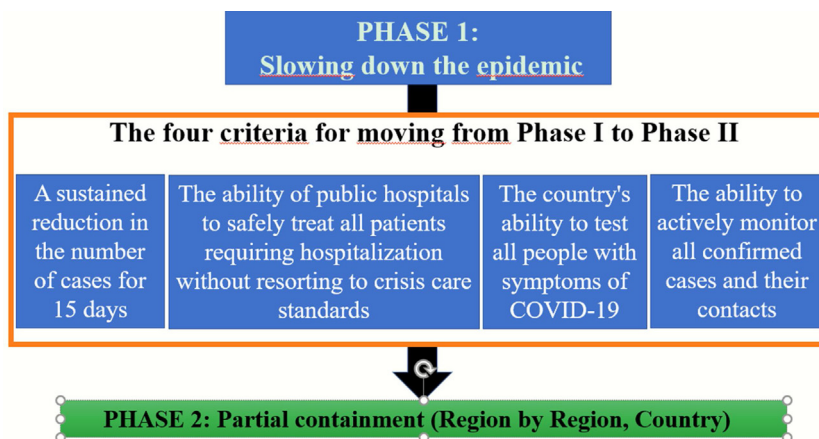 PHASE 1:
Slowing down the epidemic
The four criteria for moving from Phase I to Phase II
A sustained
reduction in
the number
of cases for
15 days
The ability of public hospitals
to safely treat all patients
requiring hospitalization
without resorting to crisis care
standards
The country's
ability to test
all people with
symptoms of
COVID-19
The ability to
actively monitor
all confirmed
cases and their
contacts
PHASE 2: Partial containment (Region by Region, Country)